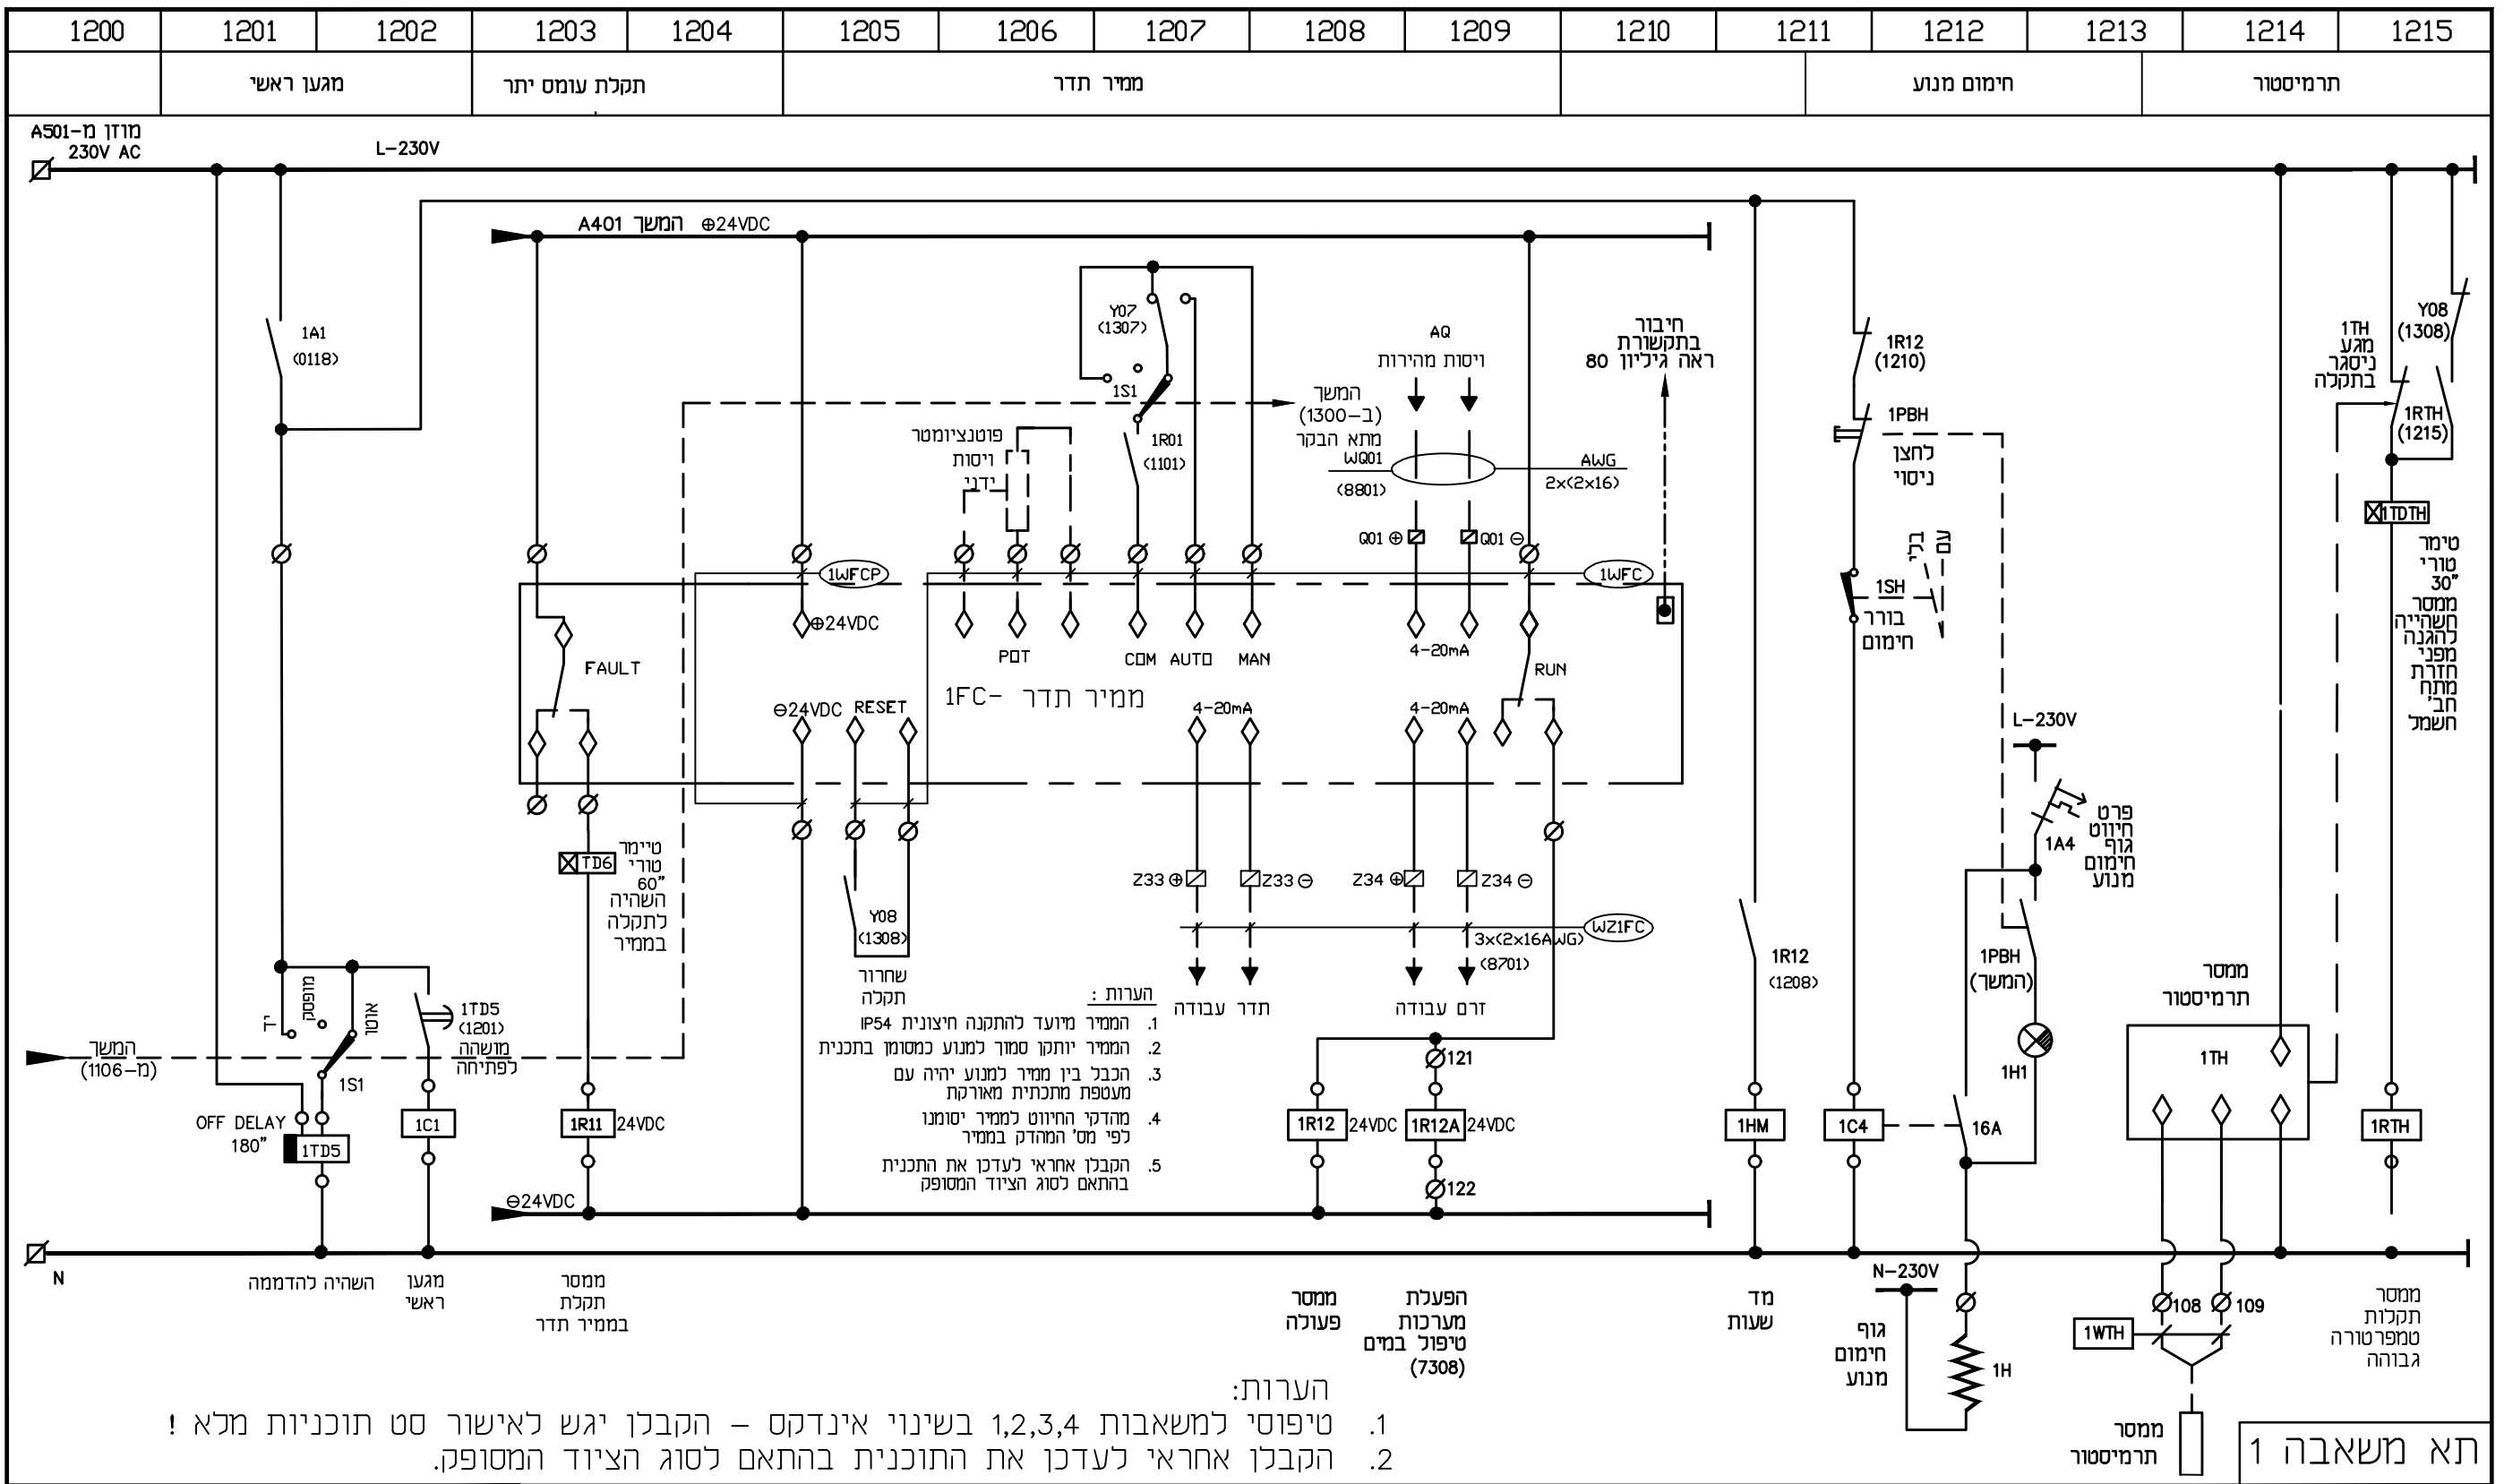 1200 1201 1202 1203 1204 1205 1206 1207 1208 1209 1210 1211 1212 1213 1214 1215
מגען ראשי
תקלת עומס יתר
ממיר תדר
חימום מנוע
תרמיסטור
מוזן מ-A501
230V AC
L-230V
A401 המשך ⊕24VDC
1A1
(0118)
Y07
(1307)
1S1
1R01
(1101)
פוטנציומטר
ויסות
ידני
המשך
(ב-1300)
מתא הבקר
WQ01
(8801)
AQ
ויסות מהירות
AWG
2x(2x16)
Q01 ⊕
Q01 ⊖
חיבור
בתקשורת
ראה גיליון 80
1R12
(1210)
1PBH
לחצן
ניסוי
בלי
עם
1SH
בורר
חימום
1TH
מגע
ניסגר
בתקלה
Y08
(1308)
1RTH
(1215)
1TDTH
טימר
טורי
30"
ממסר
חשהייה
להגנה
מפני
חזרת
מתח
חב'
חשמל
1WFCP
1WFC
FAULT
⊕24VDC
POT
COM
AUTO
MAN
4-20mA
RUN
1FC- ממיר תדר
⊖24VDC
RESET
4-20mA
4-20mA
L-230V
1A4
פרט
חיווט
גוף
חימום
מנוע
TD6
טיימר
טורי
60"
השהיה
לתקלה
בממיר
Y08
(1308)
שחרור
תקלה
Z33 ⊕
Z33 ⊖
Z34 ⊕
Z34 ⊖
WZ1FC
3x(2x16AWG)
(8701)
תדר עבודה
זרם עבודה
1R12
(1208)
1PBH
(המשך)
1H1
ממסר
תרמיסטור
1TH
יד
מופסק
אוטו
1TD5
(1201)
מושהה
לפתיחה
המשך
(מ-1106)
1S1
OFF DELAY
180"
1TD5
1C1
1R11
24VDC
הערות :
1. הממיר מיועד להתקנה חיצונית IP54
2. הממיר יותקן סמוך למנוע כמסומן בתכנית
3. הכבל בין ממיר למנוע יהיה עם
מעטפת מתכתית מאורקת
4. מהדקי החיווט לממיר יסומנו
לפי מס' המהדק בממיר
5. הקבלן אחראי לעדכן את התכנית
בהתאם לסוג הציוד המסופק
121
1R12
24VDC
1R12A
24VDC
122
1HM
1C4
16A
1RTH
⊖24VDC
N
השהיה להדממה
מגען
ראשי
ממסר
תקלת
בממיר תדר
ממסר
פעולה
הפעלת
מערכות
טיפול במים
(7308)
מד
שעות
N-230V
גוף
חימום
מנוע
1H
108
109
1WTH
ממסר
תרמיסטור
ממסר
תקלות
טמפרטורה
גבוהה
הערות:
1. טיפוסי למשאבות 1,2,3,4 בשינוי אינדקס – הקבלן יגש לאישור סט תוכניות מלא !
2. הקבלן אחראי לעדכן את התוכנית בהתאם לסוג הציוד המסופק.
תא משאבה 1